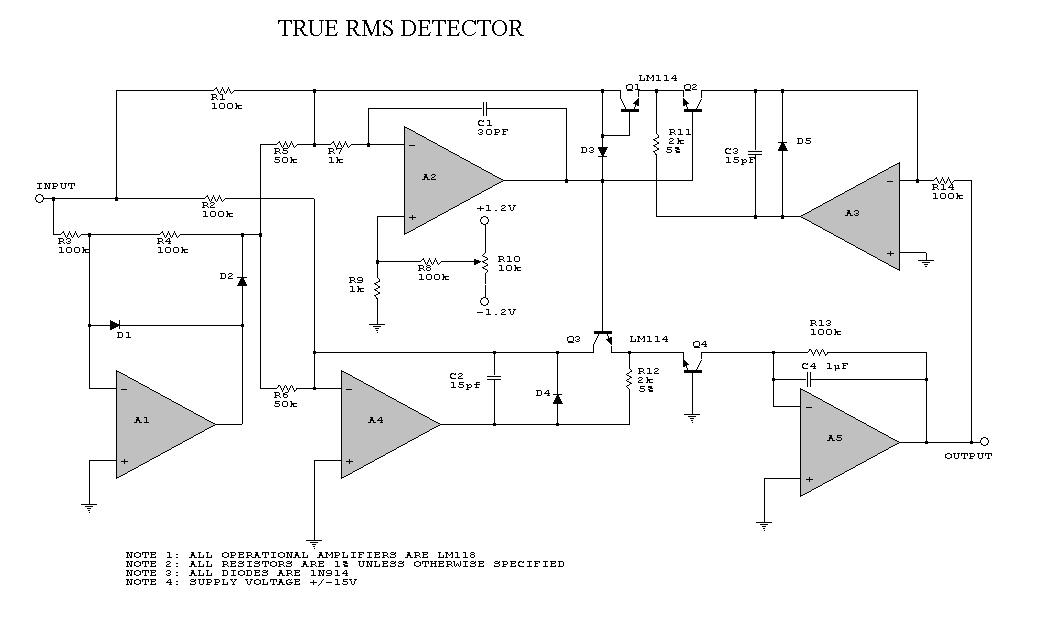 TRUE RMS DETECTOR
LM114
Q1
Q2
R1
100k
C1
30PF
R5
50k
R7
1k
D3
R11
2k
5%
C3
15pF
D5
A2
A3
R14
100k
INPUT
R2
100k
+1.2V
R3
100k
R4
100k
D2
R8
100k
R10
10k
R9
1k
-1.2V
D1
Q3
LM114
Q4
R13
100k
C2
15pf
R12
2k
5%
C4 1µF
R6
50k
D4
A1
A4
A5
OUTPUT
NOTE 1: ALL OPERATIONAL AMPLIFIERS ARE LM118
NOTE 2: ALL RESISTORS ARE 1% UNLESS OTHERWISE SPECIFIED
NOTE 3: ALL DIODES ARE 1N914
NOTE 4: SUPPLY VOLTAGE +/-15V